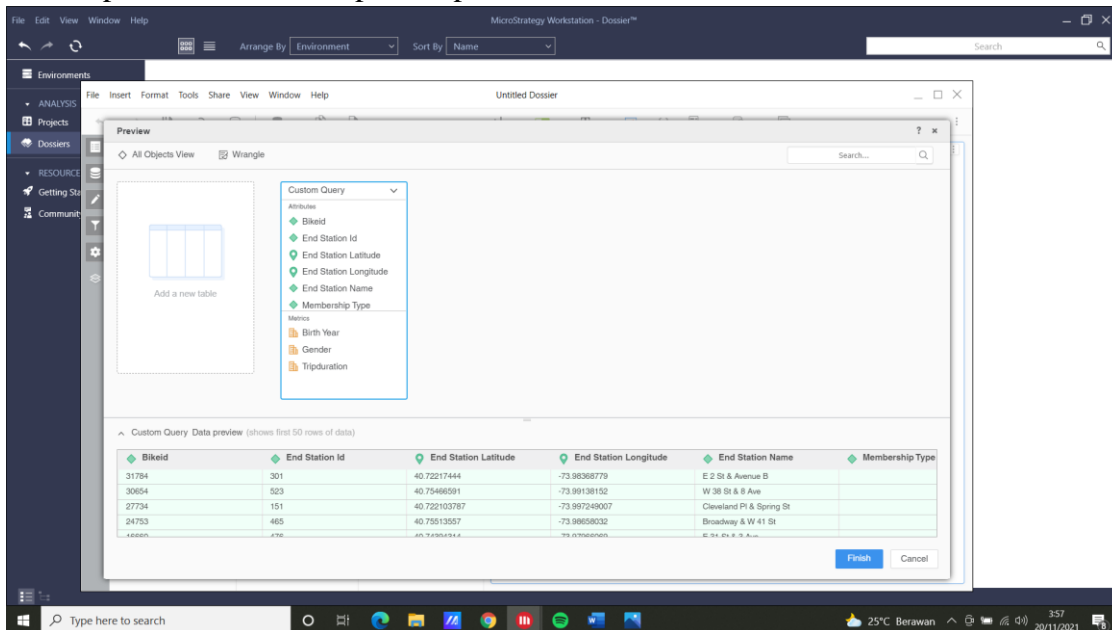 File Edit View Window Help
MicroStrategy Workstation - Dossier™
Arrange By Environment
Sort By Name
Search
Environments
ANALYSIS
Projects
Dossiers
RESOURCE
Getting Sta
Community
File Insert Format Tools Share View Window Help
Untitled Dossier
Preview
? ×
All Objects View
Wrangle
Search...
Add a new table
Custom Query
Attributes
Bikeid
End Station Id
End Station Latitude
End Station Longitude
End Station Name
Membership Type
Metrics
Birth Year
Gender
Tripduration
Custom Query Data preview (shows first 50 rows of data)
Bikeid End Station Id End Station Latitude End Station Longitude End Station Name Membership Type
31784 301 40.72217444 -73.98368779 E 2 St & Avenue B
30654 523 40.75466591 -73.99138152 W 38 St & 8 Ave
27734 151 40.722103787 -73.997249007 Cleveland Pl & Spring St
24753 465 40.75513557 -73.98658032 Broadway & W 41 St
Finish
Cancel
Type here to search
25°C Berawan
3:57
20/11/2021